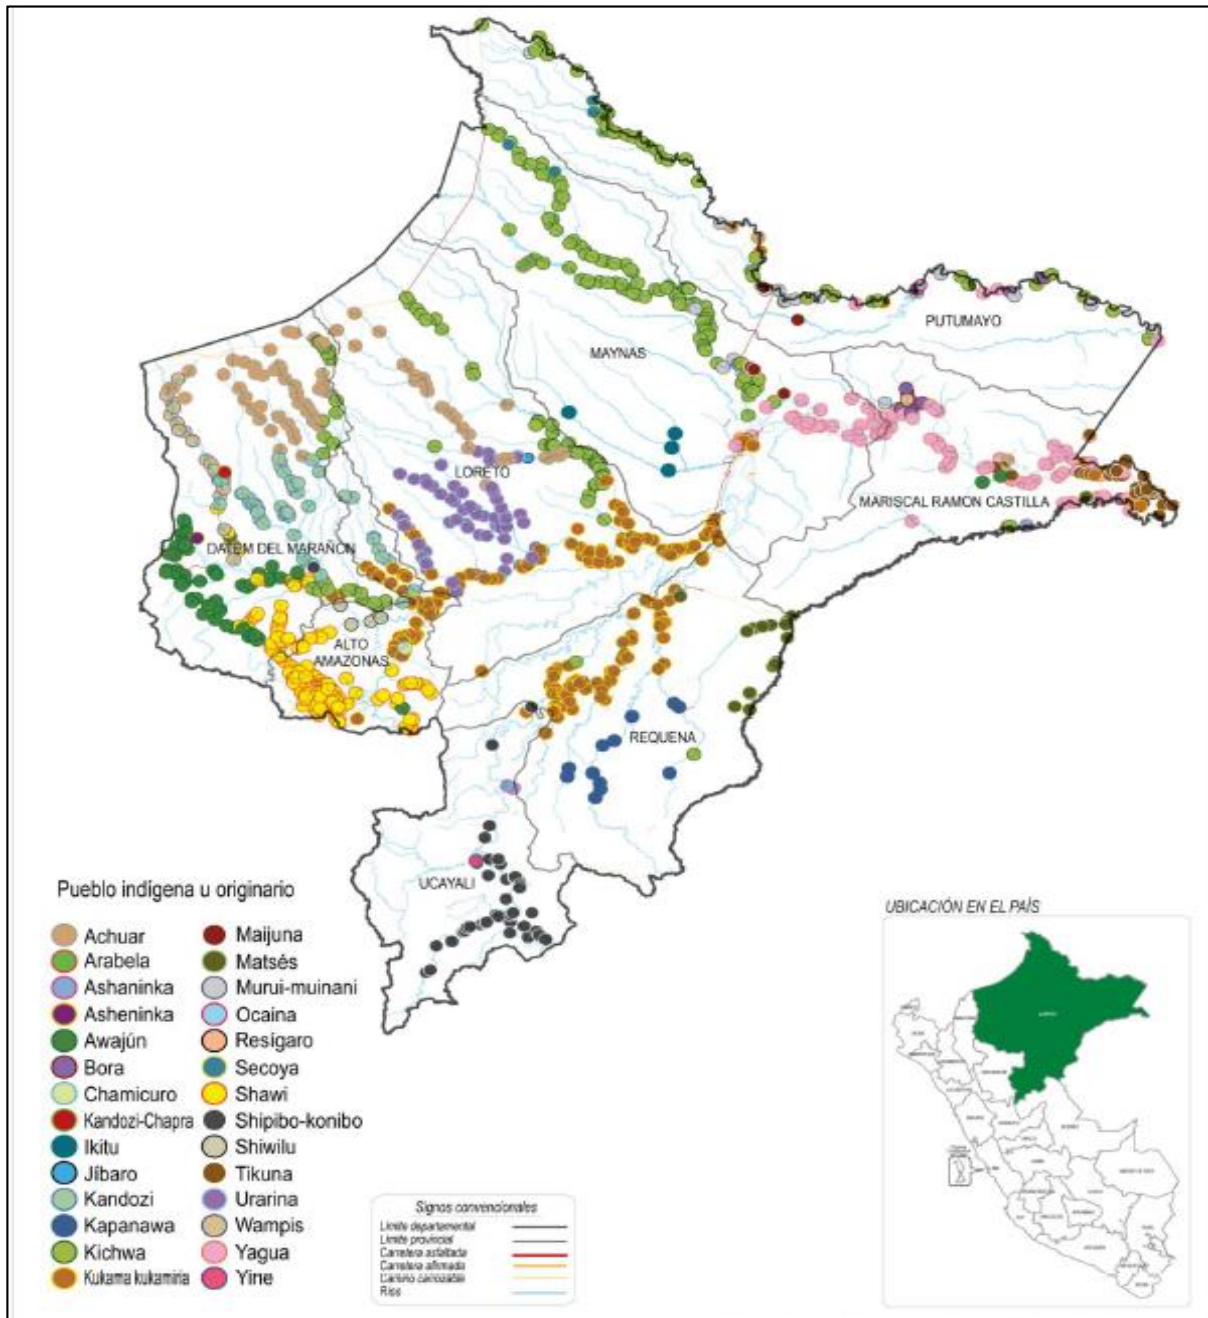 PUTUMAYO
MAYNAS
LORETO
MARISCAL RAMON CASTILLA
DATEM DEL MARAÑON
ALTO
AMAZONAS
REQUENA
UCAYALI
Pueblo indígena u originario
Achuar
Arabela
Ashaninka
Asheninka
Awajún
Bora
Chamicuro
Kandozi-Chapra
Ikitu
Jíbaro
Kandozi
Kapanawa
Kichwa
Kukama kukamiria
Maijuna
Matsés
Murui-muinani
Ocaina
Resígaro
Secoya
Shawi
Shipibo-konibo
Shiwilu
Tikuna
Urarina
Wampis
Yagua
Yine
Signos convencionales
Límite departamental
Límite provincial
Carretera asfaltada
Carretera afirmada
Camino carrozable
Ríos
UBICACIÓN EN EL PAÍS